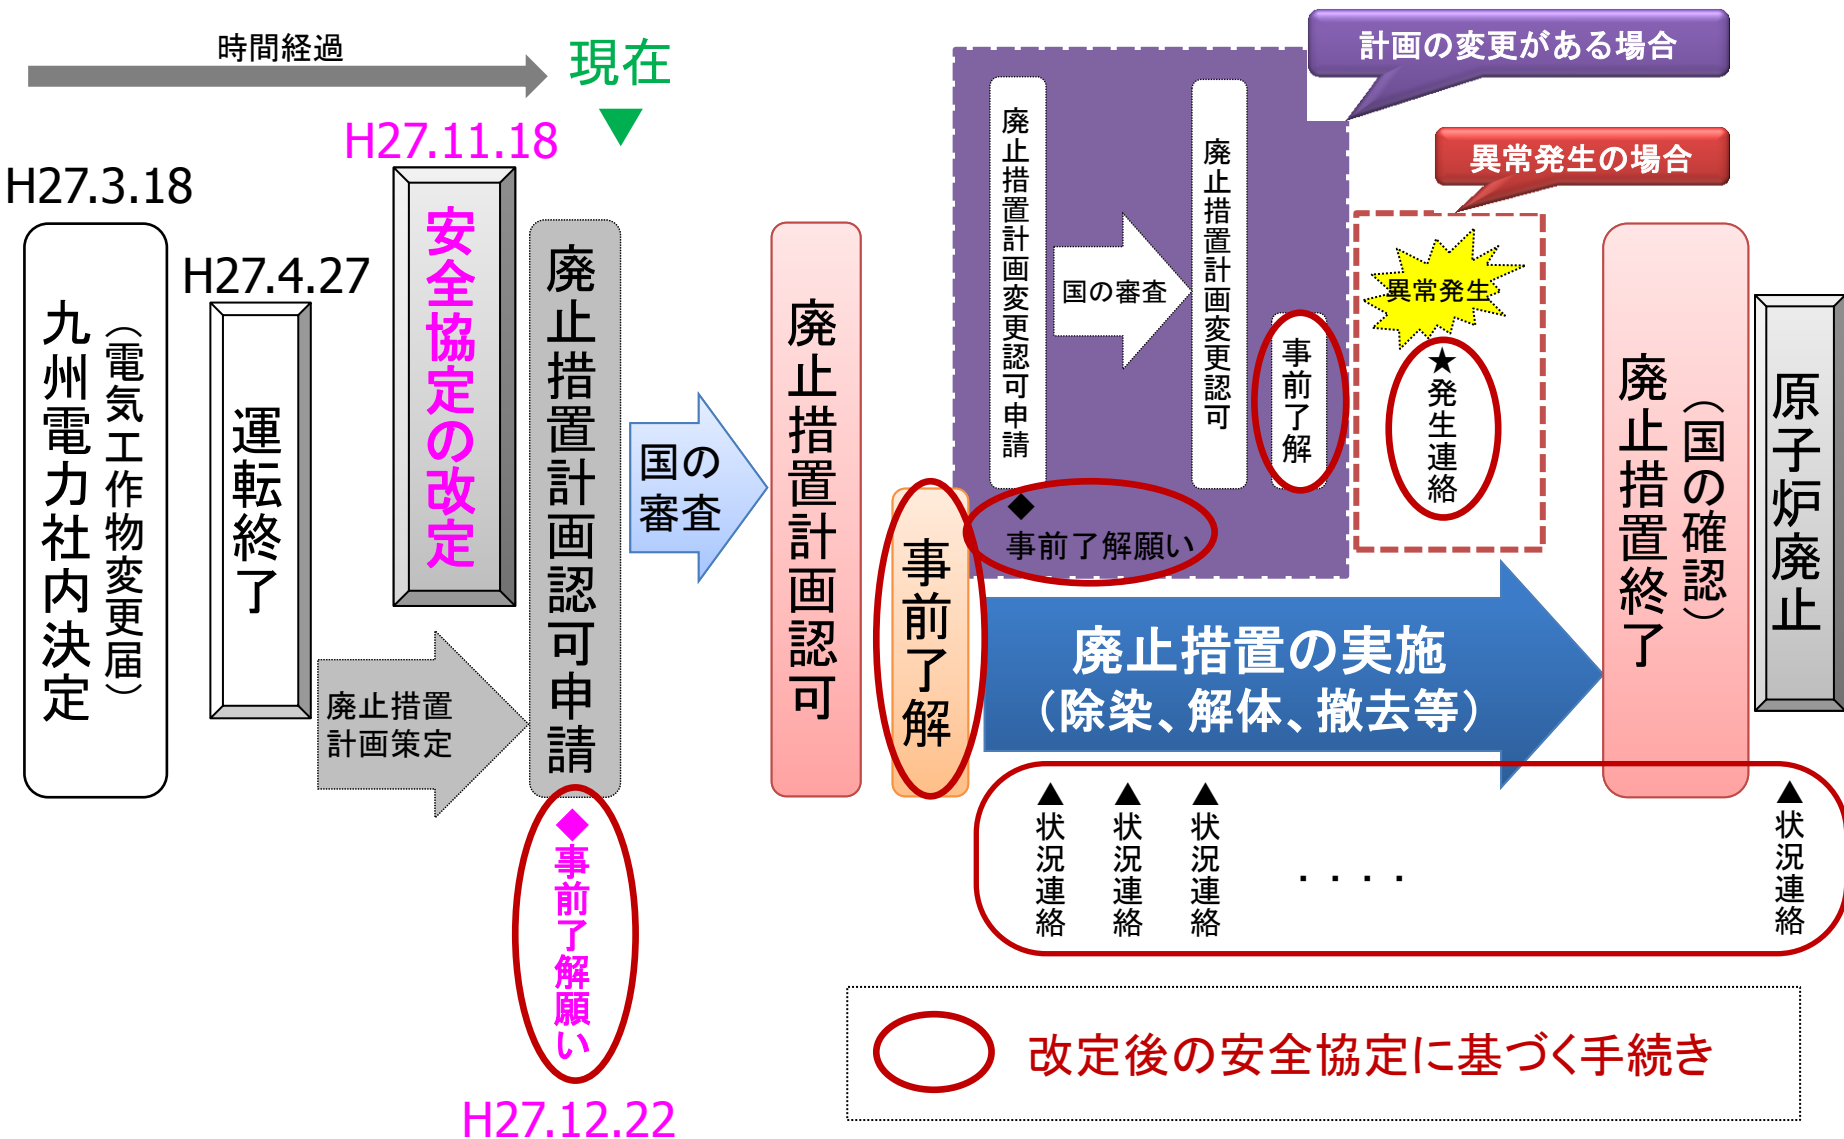 時間経過
現在
▼
H27.3.18
九州電力社内決定
（電気工作物変更届）
H27.4.27
運転終了
廃止措置
計画策定
H27.11.18
安全協定の改定
廃止措置計画認可申請
◆事前了解願い
H27.12.22
国の
審査
廃止措置計画認可
事前了解
計画の変更がある場合
廃止措置計画変更認可申請
国の審査
廃止措置計画変更認可
事前了解
◆
事前了解願い
異常発生の場合
異常発生
★発生連絡
廃止措置の実施
（除染、解体、撤去等）
▲状況連絡
▲状況連絡
▲状況連絡
・・・・
▲状況連絡
廃止措置終了
（国の確認）
原子炉廃止
改定後の安全協定に基づく手続き